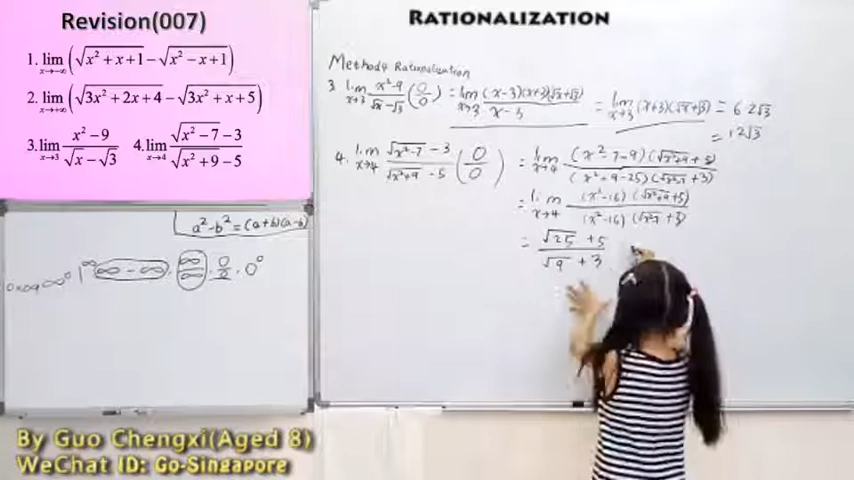 RATIONALIZATION
Revision(007)
1. lim x→-∞ (√(x²+x+1) - √(x²-x+1))
2. lim x→+∞ (√(3x²+2x+4) - √(3x²+x+5))
3. lim x→3 (x²-9)/(√x-√3) 4. lim x→4 (√(x²-7)-3)/(√(x²+9)-5)
a²-b²=(a+b)(a-b)
∞-∞ ∞/∞ 0/0 0⁰
Method4 Rationalization
3 lim x→3 (x²-9)/(√x-√3) (0/0) = lim x→3 (x-3)(x+3)(√x+√3)/(x-3) = lim x→3 (x+3)(√x+√3) = 6·2√3
= 12√3
4. lim x→4 (√(x²-7) - 3)/(√(x²+9) - 5) (0/0) = lim x→4 (x²-7-9)(√(x²+9)+5)/(x²+9-25)(√(x²-7)+3)
= lim x→4 (x²-16)(√(x²+9)+5)/(x²-16)(√(x²-7)+3)
= (√25 + 5)/(√9 + 3)
By Guo Chengxi(Aged 8)
WeChat ID: Go-Singapore